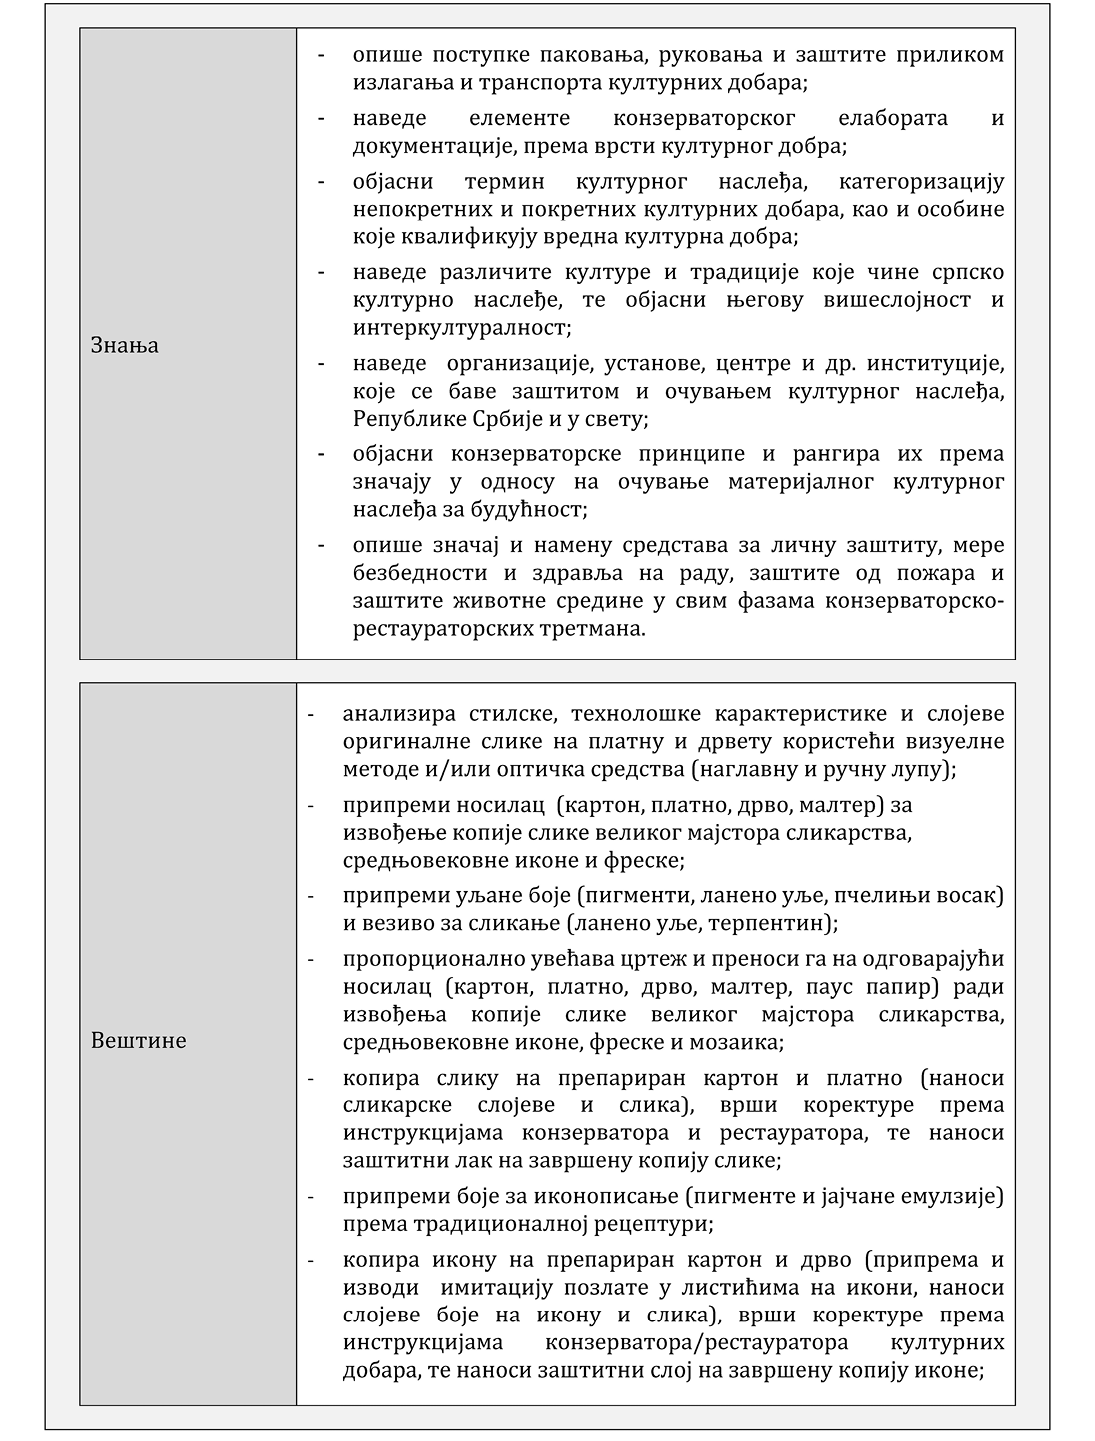 Знања
- опише поступке паковања, руковања и заштите приликом
излагања и транспорта културних добара;
- наведе елементе конзерваторског елабората и
документације, према врсти културног добра;
- објасни термин културног наслеђа, категоризацију
непокретних и покретних културних добара, као и особине
које квалификују вредна културна добра;
- наведе различите културе и традиције које чине српско
културно наслеђе, те објасни његову вишеслојност и
интеркултуралност;
- наведе организације, установе, центре и др. институције,
које се баве заштитом и очувањем културног наслеђа,
Републике Србије и у свету;
- објасни конзерваторске принципе и рангира их према
значају у односу на очување материјалног културног
наслеђа за будућност;
- опише значај и намену средстава за личну заштиту, мере
безбедности и здравља на раду, заштите од пожара и
заштите животне средине у свим фазама конзерваторско-
рестаураторских третмана.
Вештине
- анализира стилске, технолошке карактеристике и слојеве
оригиналне слике на платну и дрвету користећи визуелне
методе и/или оптичка средства (наглавну и ручну лупу);
- припреми носилац (картон, платно, дрво, малтер) за
извођење копије слике великог мајстора сликарства,
средњовековне иконе и фреске;
- припреми уљане боје (пигменти, ланено уље, пчелињи восак)
и везиво за сликање (ланено уље, терпентин);
- пропорционално увећава цртеж и преноси га на одговарајући
носилац (картон, платно, дрво, малтер, паус папир) ради
извођења копије слике великог мајстора сликарства,
средњовековне иконе, фреске и мозаика;
- копира слику на препариран картон и платно (наноси
сликарске слојеве и слика), врши коректуре према
инструкцијама конзерватора и рестауратора, те наноси
заштитни лак на завршену копију слике;
- припреми боје за иконописање (пигменте и јајчане емулзије)
према традиционалној рецептури;
- копира икону на препариран картон и дрво (припрема и
изводи имитацију позлате у листићима на икони, наноси
слојеве боје на икону и слика), врши коректуре према
инструкцијама конзерватора/рестауратора културних
добара, те наноси заштитни слој на завршену копију иконе;